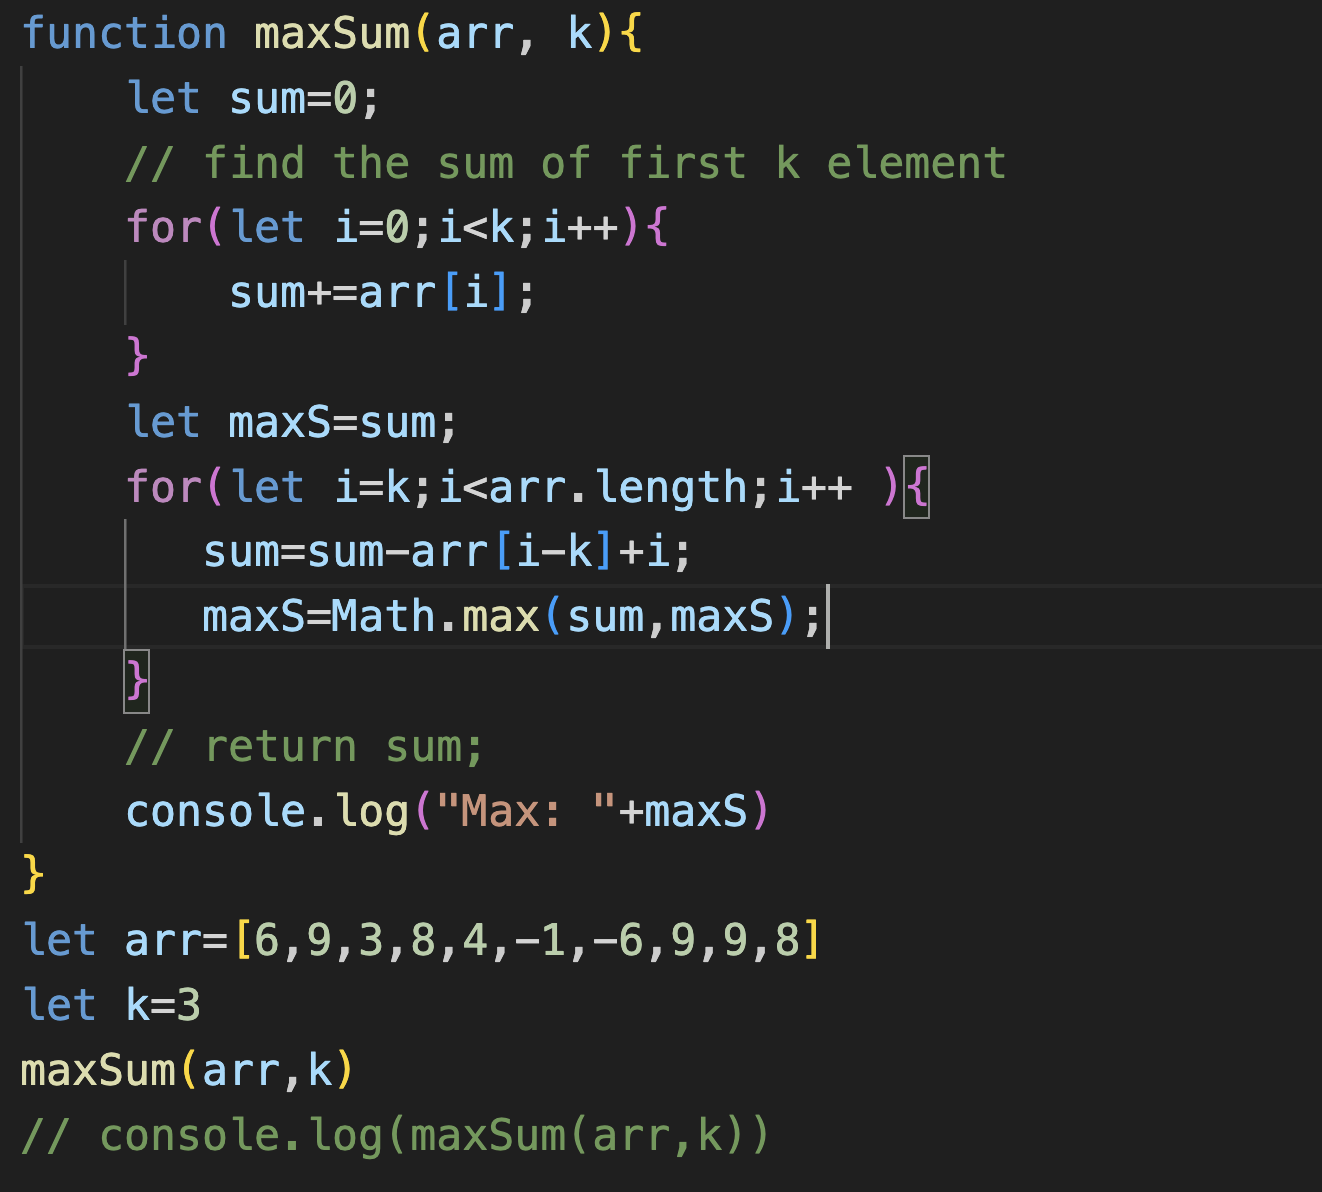 function maxSum(arr, k){
    let sum=0;
    // find the sum of first k element
    for(let i=0;i<k;i++){
        sum+=arr[i];
    }
    let maxS=sum;
    for(let i=k;i<arr.length;i++ ){
       sum=sum-arr[i-k]+i;
       maxS=Math.max(sum,maxS);
    }
    // return sum;
    console.log("Max: "+maxS)
}
let arr=[6,9,3,8,4,-1,-6,9,9,8]
let k=3
maxSum(arr,k)
// console.log(maxSum(arr,k))